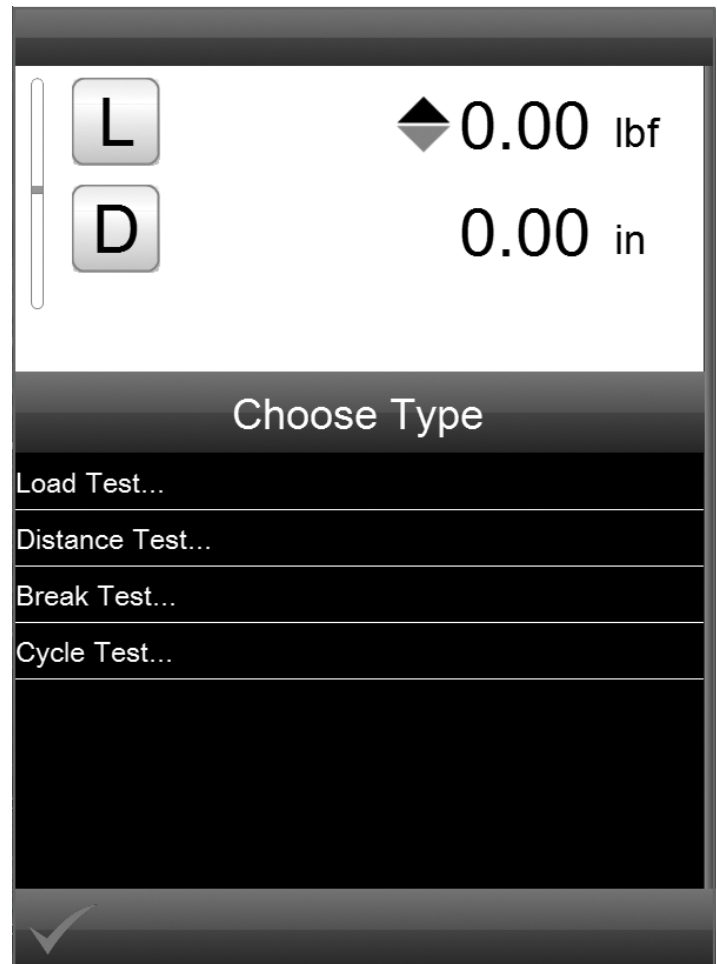 L 0.00 lbf
D 0.00 in
Choose Type
Load Test...
Distance Test...
Break Test...
Cycle Test...